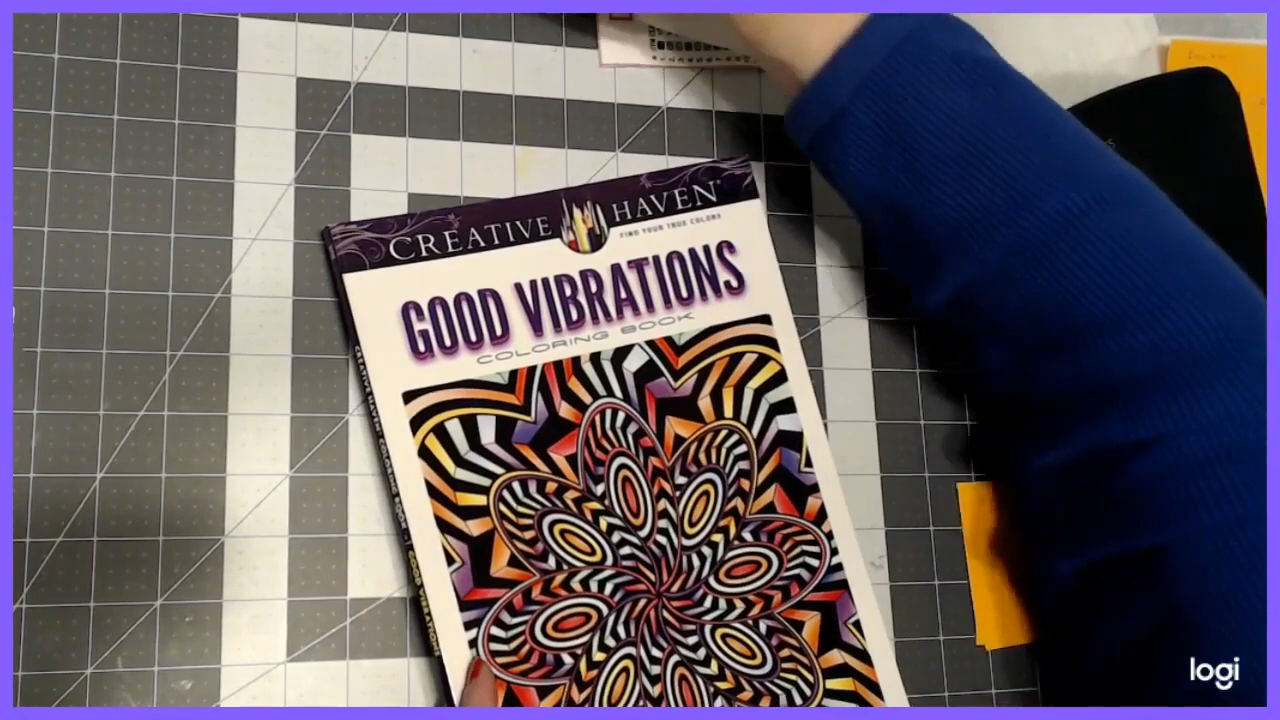 CREATIVE HAVEN®
FIND YOUR TRUE COLORS
GOOD VIBRATIONS
COLORING BOOK
CREATIVE HAVEN COLORING BOOK GOOD VIBRATIONS
logi